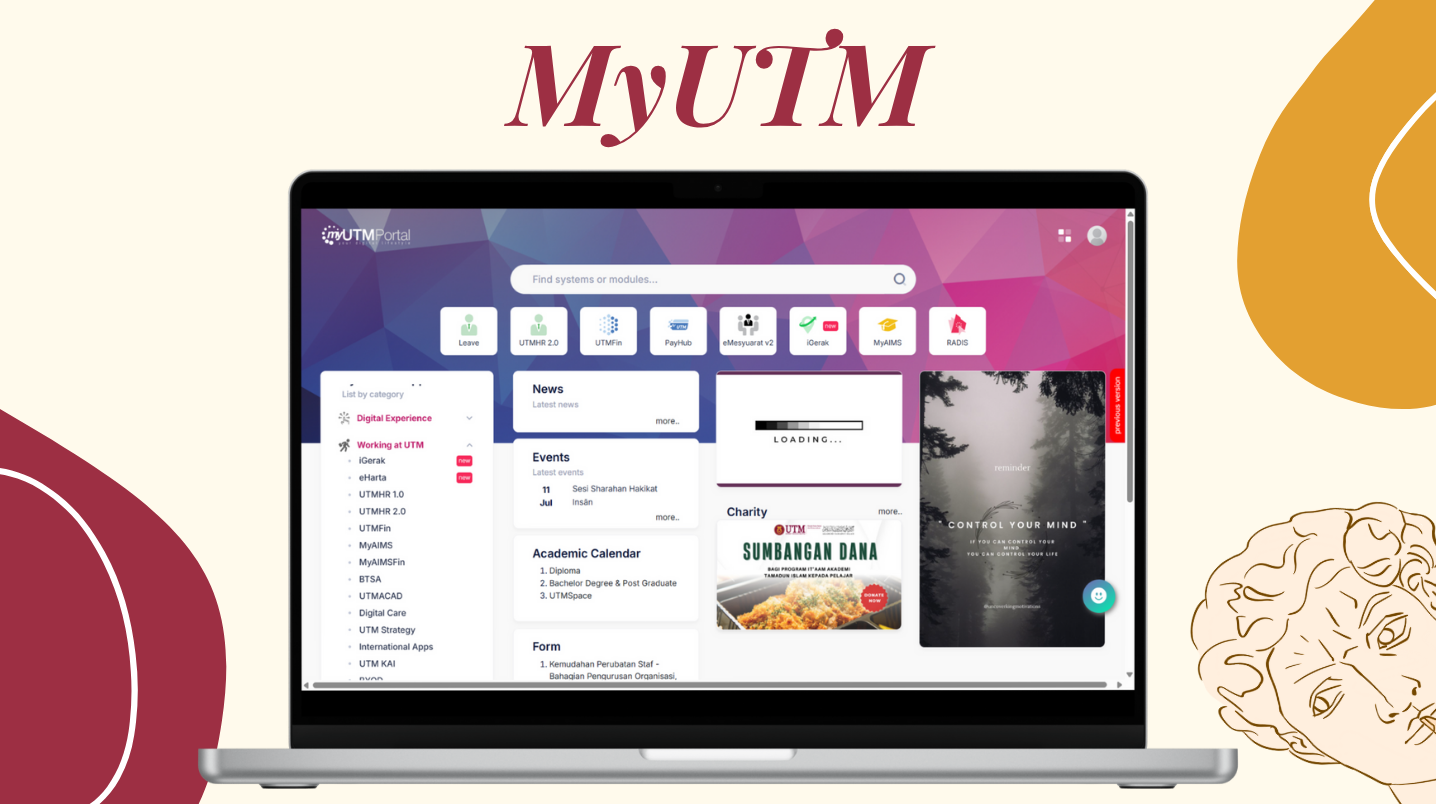 MyUTM
myUTMPortal
Find systems or modules...
Leave
UTMHR 2.0
UTMFin
PayHub
eMesyuarat v2
iGerak
new
MyAIMS
RADIS
List by category
Digital Experience
Working at UTM
iGerak new
eHarta new
UTMHR 1.0
UTMHR 2.0
UTMFin
MyAIMS
MyAIMSFin
BTSA
UTMACAD
Digital Care
UTM Strategy
International Apps
UTM KAI
News
Latest news
more..
Events
Latest events
11 Sesi Sharahan Hakikat
Jul Insān
more..
Academic Calendar
1. Diploma
2. Bachelor Degree & Post Graduate
3. UTMSpace
Form
1. Kemudahan Perubatan Staf -
Bahagian Pengurusan Organisasi,
LOADING...
Charity more..
UTM
SUMBANGAN DANA
BAGI PROGRAM IT'AAM AKADEMI
TAMADUN ISLAM KEPADA PELAJAR
DONATE
NOW
reminder
" CONTROL YOUR MIND "
IF YOU CAN CONTROL YOUR
MIND
YOU CAN CONTROL YOUR LIFE
previous version